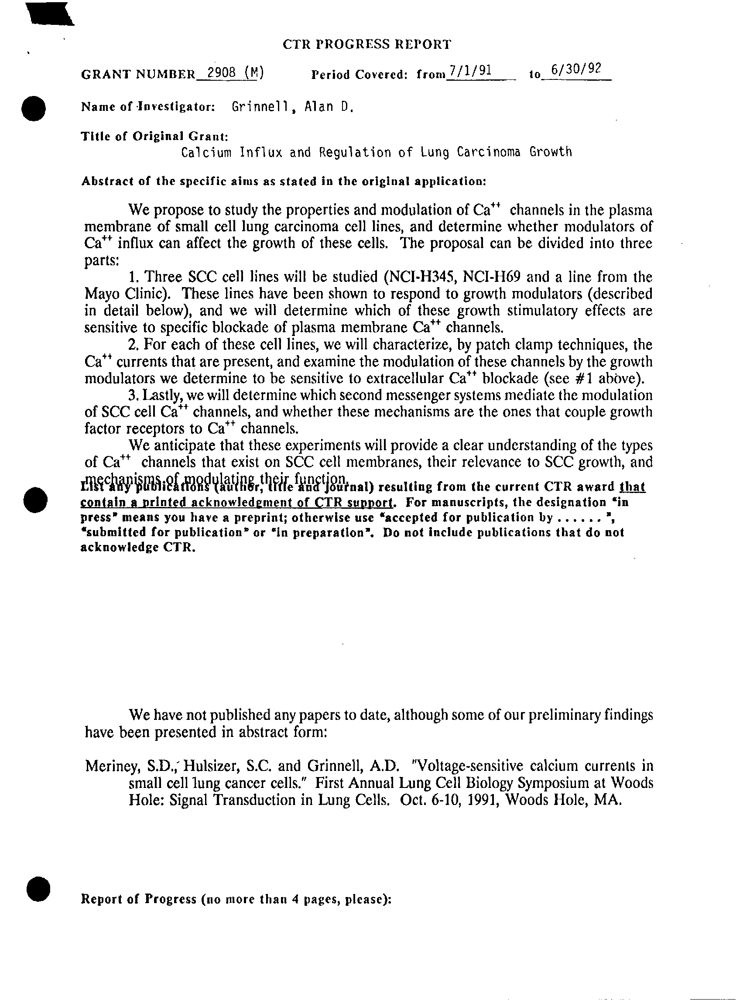 CTR PROGRESS REPORT
GRANT NUMBER 2908 (M) Period Covered: from 7/1/91 to 6/30/92
Name of Investigator: Grinnell, Alan D.
Title of Original Grant:
Calcium Influx and Regulation of Lung Carcinoma Growth
Abstract of the specific aims as stated in the original application:
We propose to study the properties and modulation of Ca⁺⁺ channels in the plasma
membrane of small cell lung carcinoma cell lines, and determine whether modulators of
Ca⁺⁺ influx can affect the growth of these cells. The proposal can be divided into three
parts:
1. Three SCC cell lines will be studied (NCI-H345, NCI-H69 and a line from the
Mayo Clinic). These lines have been shown to respond to growth modulators (described
in detail below), and we will determine which of these growth stimulatory effects are
sensitive to specific blockade of plasma membrane Ca⁺⁺ channels.
2. For each of these cell lines, we will characterize, by patch clamp techniques, the
Ca⁺⁺ currents that are present, and examine the modulation of these channels by the growth
modulators we determine to be sensitive to extracellular Ca⁺⁺ blockade (see #1 above).
3. Lastly, we will determine which second messenger systems mediate the modulation
of SCC cell Ca⁺⁺ channels, and whether these mechanisms are the ones that couple growth
factor receptors to Ca⁺⁺ channels.
We anticipate that these experiments will provide a clear understanding of the types
of Ca⁺⁺ channels that exist on SCC cell membranes, their relevance to SCC growth, and
mechanisms of modulating their function.
List any publications (author, title and journal) resulting from the current CTR award that
contain a printed acknowledgement of CTR support. For manuscripts, the designation "in
press" means you have a preprint; otherwise use "accepted for publication by . . . . . . ",
"submitted for publication" or "in preparation". Do not include publications that do not
acknowledge CTR.
We have not published any papers to date, although some of our preliminary findings
have been presented in abstract form:
Meriney, S.D., Hulsizer, S.C. and Grinnell, A.D. "Voltage-sensitive calcium currents in
small cell lung cancer cells." First Annual Lung Cell Biology Symposium at Woods
Hole: Signal Transduction in Lung Cells. Oct. 6-10, 1991, Woods Hole, MA.
Report of Progress (no more than 4 pages, please):